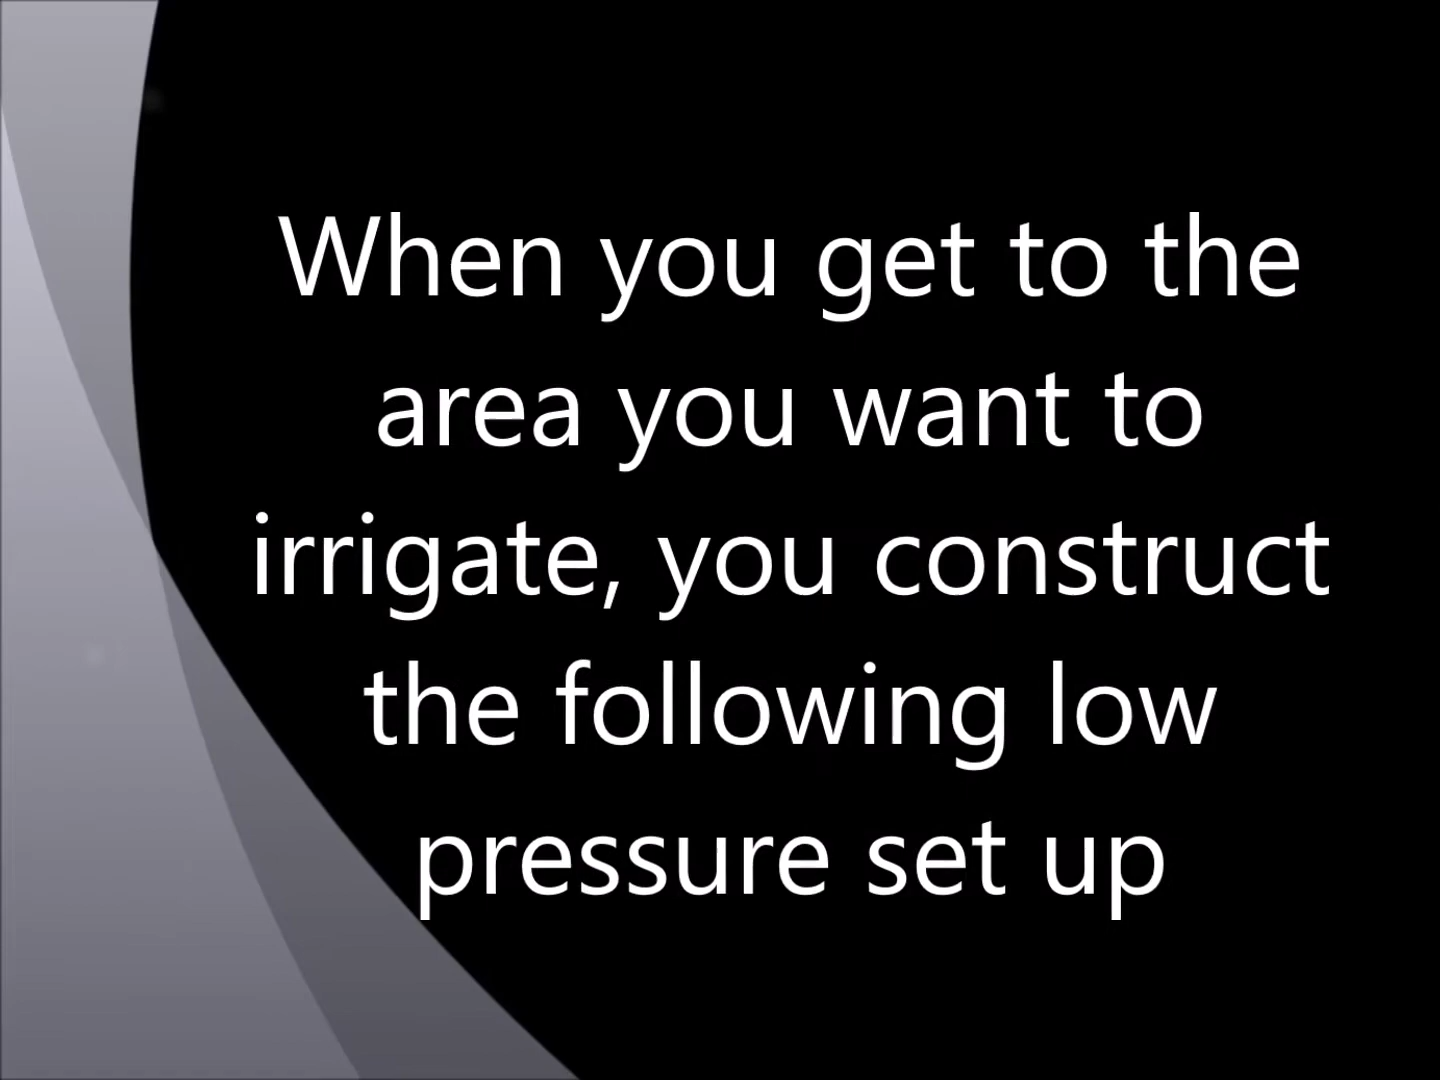 When you get to the
area you want to
irrigate, you construct
the following low
pressure set up